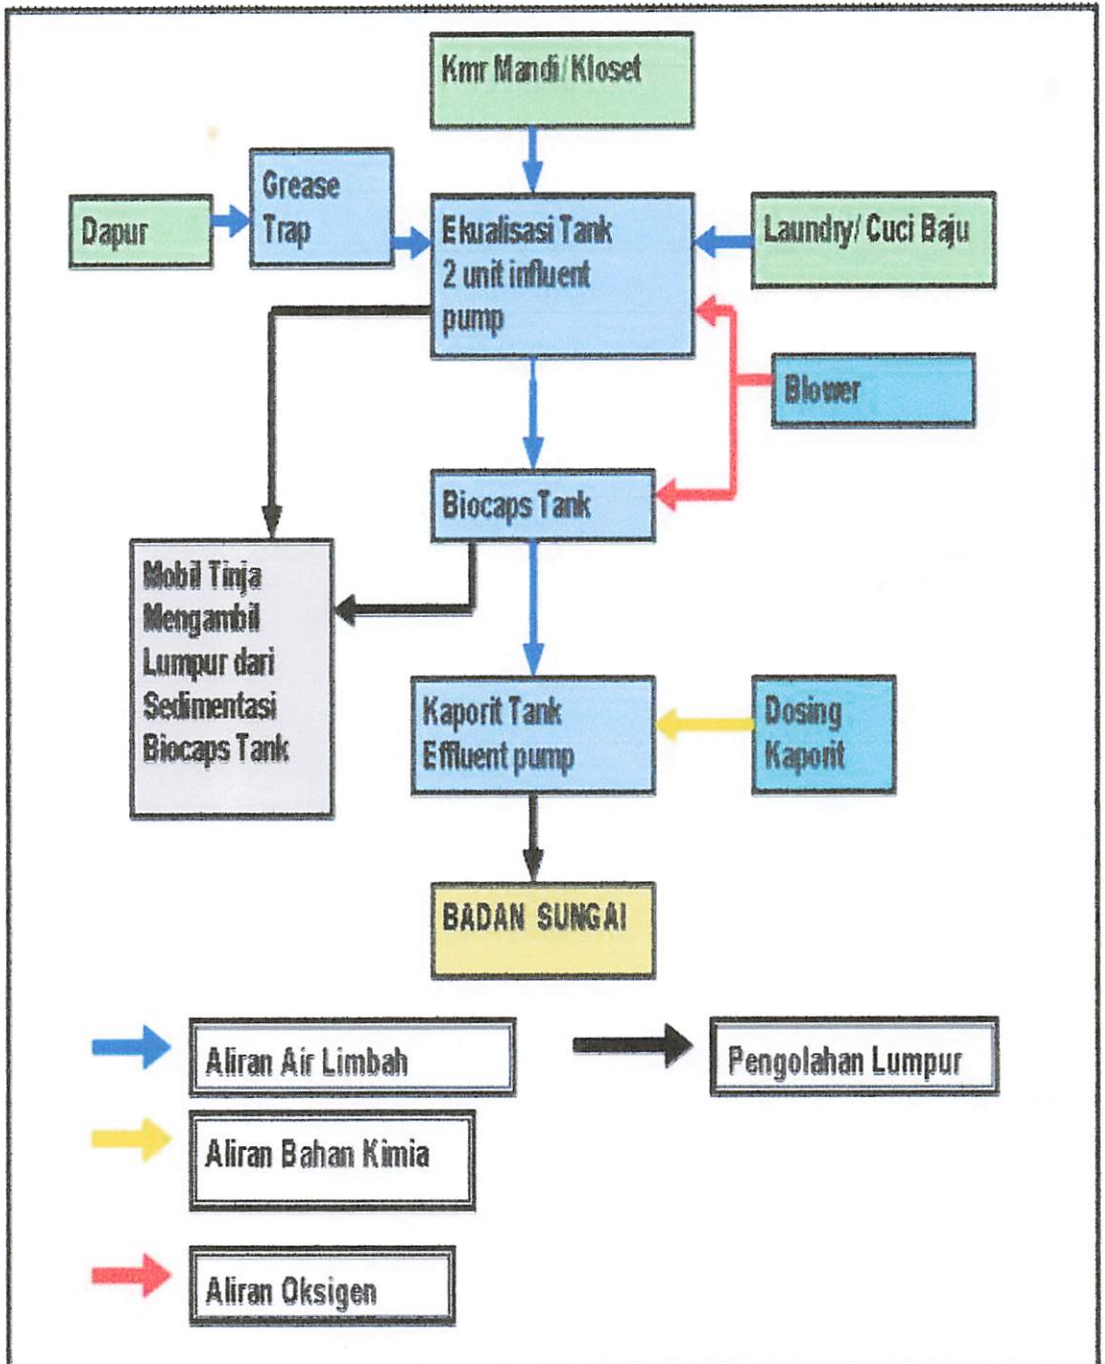 Kmr Mandi/Kloset
Grease
Trap
Dapur
Ekualisasi Tank
2 unit influent
pump
Laundry/ Cuci Baju
Blower
Biocaps Tank
Mobil Tinja
Mengambil
Lumpur dari
Sedimentasi
Biocaps Tank
Kaporit Tank
Effluent pump
Dosing
Kaporit
BADAN SUNGAI
Aliran Air Limbah
Pengolahan Lumpur
Aliran Bahan Kimia
Aliran Oksigen